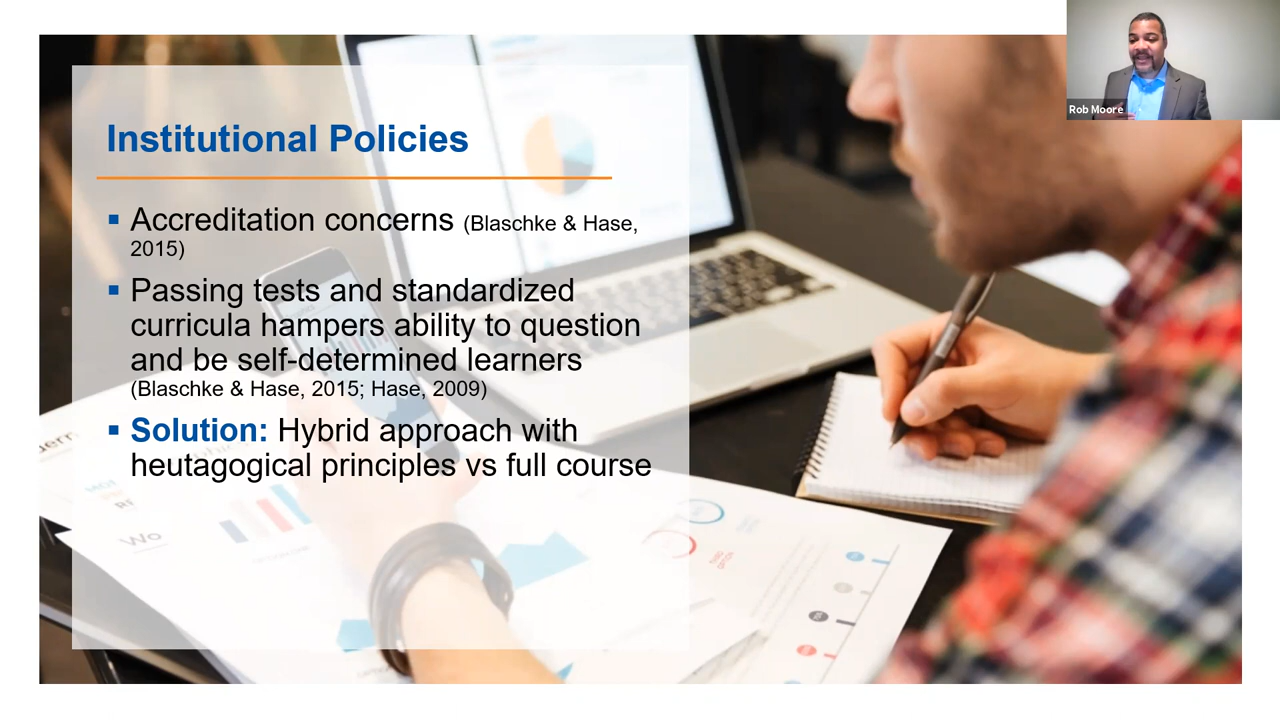 Institutional Policies
Rob Moore
▪ Accreditation concerns (Blaschke & Hase,
2015)
▪ Passing tests and standardized
curricula hampers ability to question
and be self-determined learners
(Blaschke & Hase, 2015; Hase, 2009)
▪ Solution: Hybrid approach with
heutagogical principles vs full course
Wo